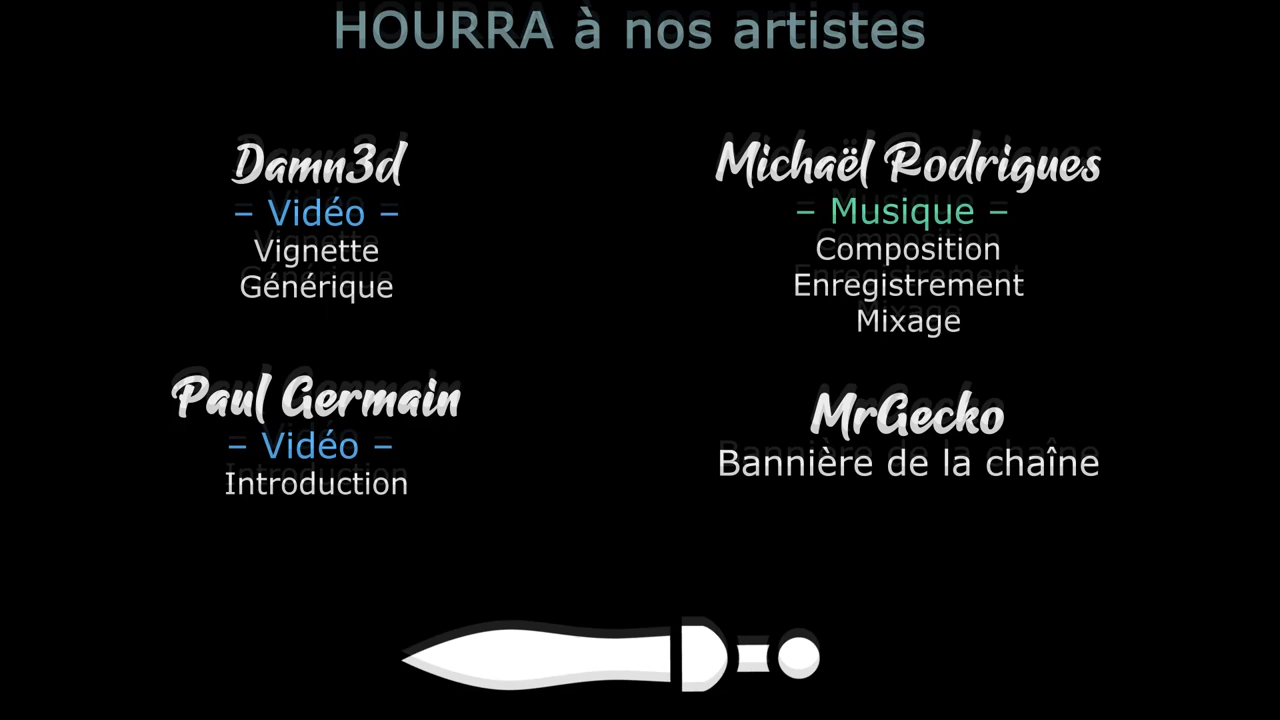 HOURRA à nos artistes
Damn3d
– Vidéo –
Vignette
Générique
Michaël Rodrigues
– Musique –
Composition
Enregistrement
Mixage
Paul Germain
– Vidéo –
Introduction
MrGecko
Bannière de la chaîne